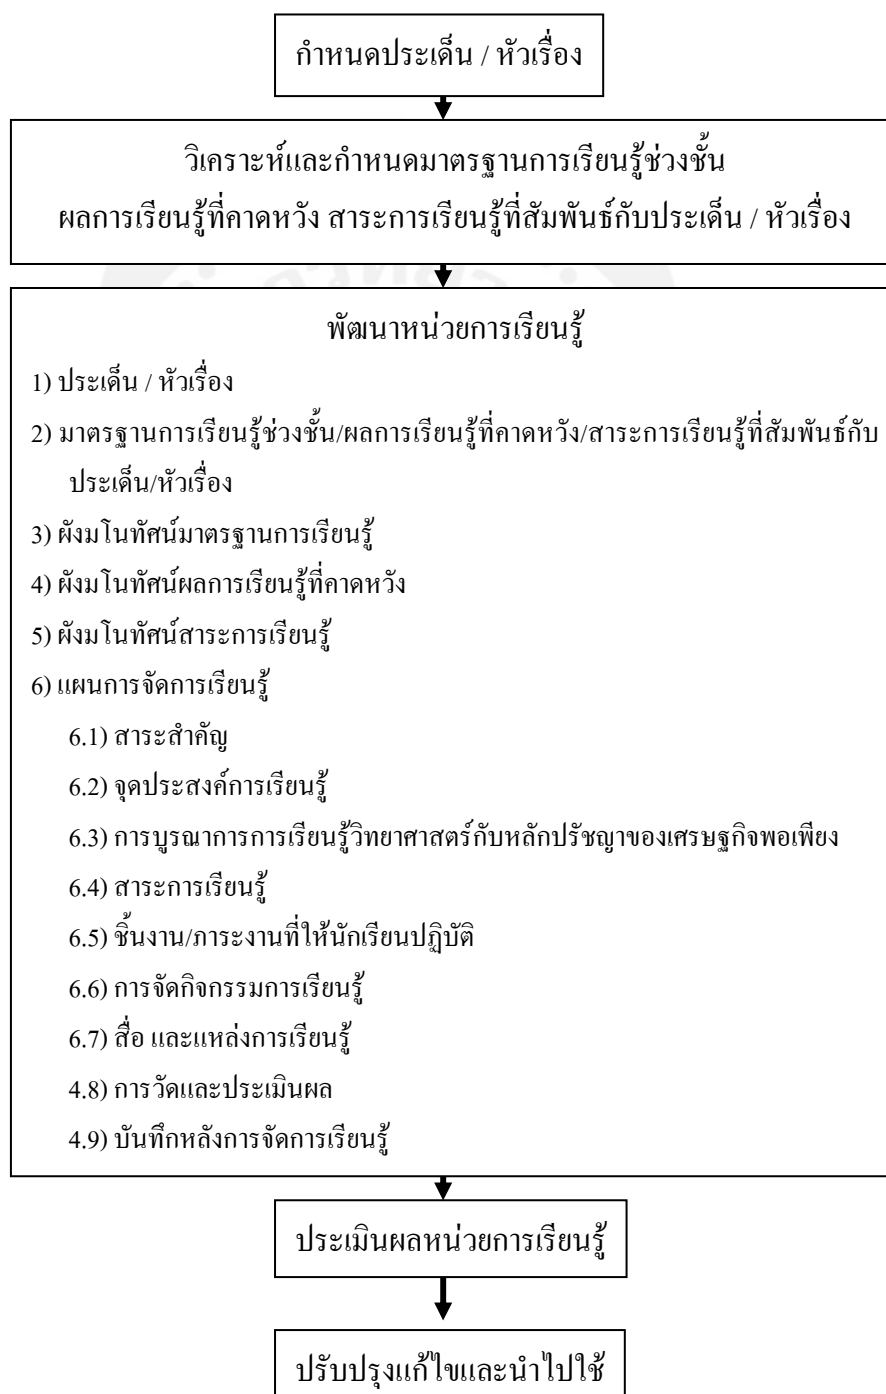 กำหนดประเด็น / หัวเรื่อง
วิเคราะห์และกำหนดมาตรฐานการเรียนรู้ช่วงชั้น
ผลการเรียนรู้ที่คาดหวัง สาระการเรียนรู้ที่สัมพันธ์กับประเด็น / หัวเรื่อง
พัฒนาหน่วยการเรียนรู้
1) ประเด็น / หัวเรื่อง
2) มาตรฐานการเรียนรู้ช่วงชั้น/ผลการเรียนรู้ที่คาดหวัง/สาระการเรียนรู้ที่สัมพันธ์กับ
ประเด็น/หัวเรื่อง
3) ผังมโนทัศน์มาตรฐานการเรียนรู้
4) ผังมโนทัศน์ผลการเรียนรู้ที่คาดหวัง
5) ผังมโนทัศน์สาระการเรียนรู้
6) แผนการจัดการเรียนรู้
6.1) สาระสำคัญ
6.2) จุดประสงค์การเรียนรู้
6.3) การบูรณาการการเรียนรู้วิทยาศาสตร์กับหลักปรัชญาของเศรษฐกิจพอเพียง
6.4) สาระการเรียนรู้
6.5) ชิ้นงาน/ภาระงานที่ให้นักเรียนปฏิบัติ
6.6) การจัดกิจกรรมการเรียนรู้
6.7) สื่อ และแหล่งการเรียนรู้
4.8) การวัดและประเมินผล
4.9) บันทึกหลังการจัดการเรียนรู้
ประเมินผลหน่วยการเรียนรู้
ปรับปรุงแก้ไขและนำไปใช้